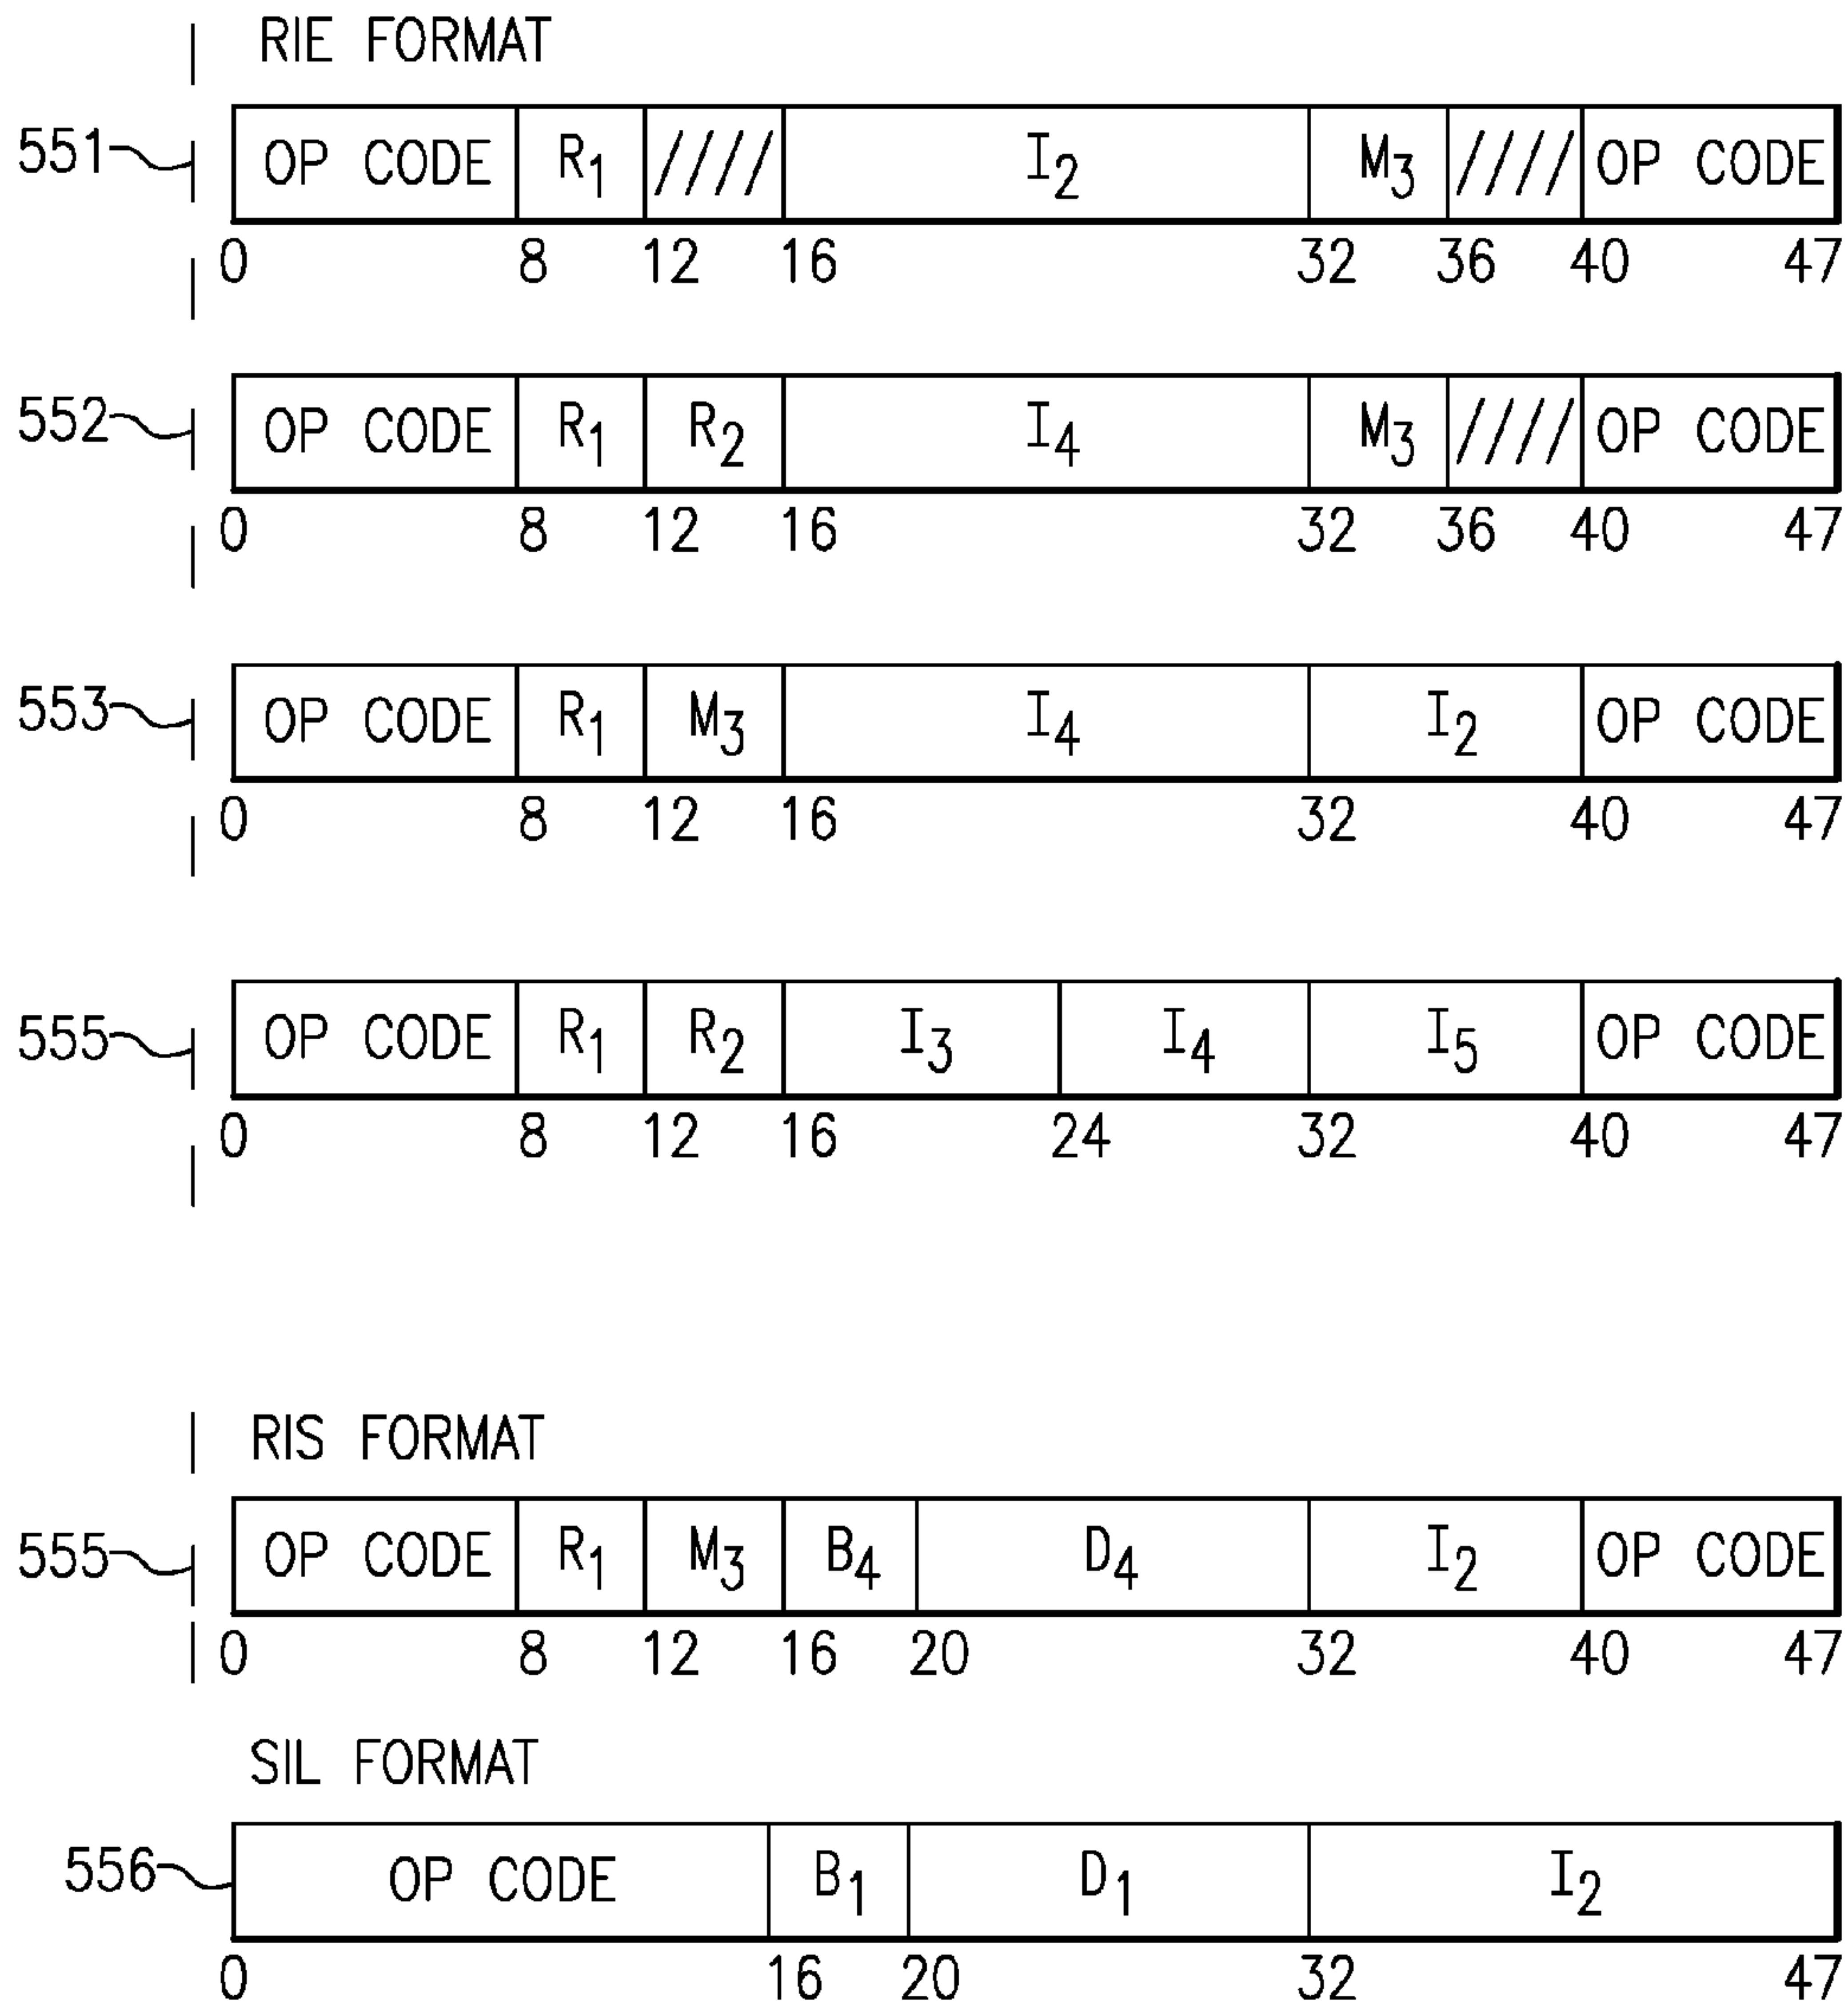 RIE FORMAT
551 OP CODE R1 //// I2 M3 //// OP CODE
0 8 12 16 32 36 40 47
552 OP CODE R1 R2 I4 M3 //// OP CODE
0 8 12 16 32 36 40 47
553 OP CODE R1 M3 I4 I2 OP CODE
0 8 12 16 32 40 47
555 OP CODE R1 R2 I3 I4 I5 OP CODE
0 8 12 16 24 32 40 47
RIS FORMAT
555 OP CODE R1 M3 B4 D4 I2 OP CODE
0 8 12 16 20 32 40 47
SIL FORMAT
556 OP CODE B1 D1 I2
0 16 20 32 47